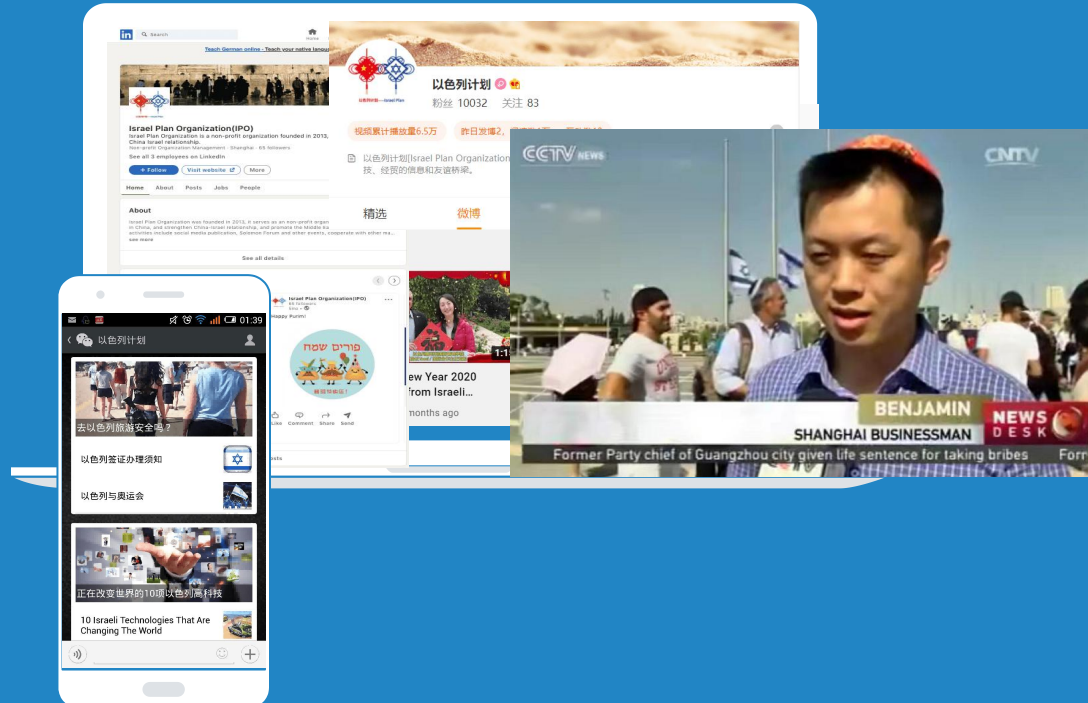 in
Search
Home
Teach German online - Teach your native langu
Israel Plan Organization(IPO)
Israel Plan Organization is a non-profit organization founded in 2013,
China Israel relationship.
Non-profit Organization Management · Shanghai · 65 followers
See all 3 employees on LinkedIn
+ Follow
Visit website
More
Home About Posts Jobs People
About
Israel Plan Organization was founded in 2013, it serves as an non-profit organ
in China, and strengthen China-Israel relationship, and promote the Middle Ea
activities include social media publication, Solomon Forum and other events, cooperate with other ma...
see more
See all details
Israel Plan Organization(IPO)
65 followers
Happy Purim!
פורים שמח
Like Comment Share Send
以色列计划
粉丝 10032 关注 83
视频累计播放量6.5万
昨日发博2,
以色列计划[Israel Plan Organization
技、经贸的信息和友谊桥梁。
精选 微博
1:1
ew Year 2020
from Israeli...
months ago
CCTV NEWS
CNTV
BENJAMIN
SHANGHAI BUSINESSMAN
NEWS
DESK
Former Party chief of Guangzhou city given life sentence for taking bribes Forr
01:39
以色列计划
去以色列旅游安全吗？
以色列签证办理须知
以色列与奥运会
正在改变世界的10项以色列高科技
10 Israeli Technologies That Are
Changing The World